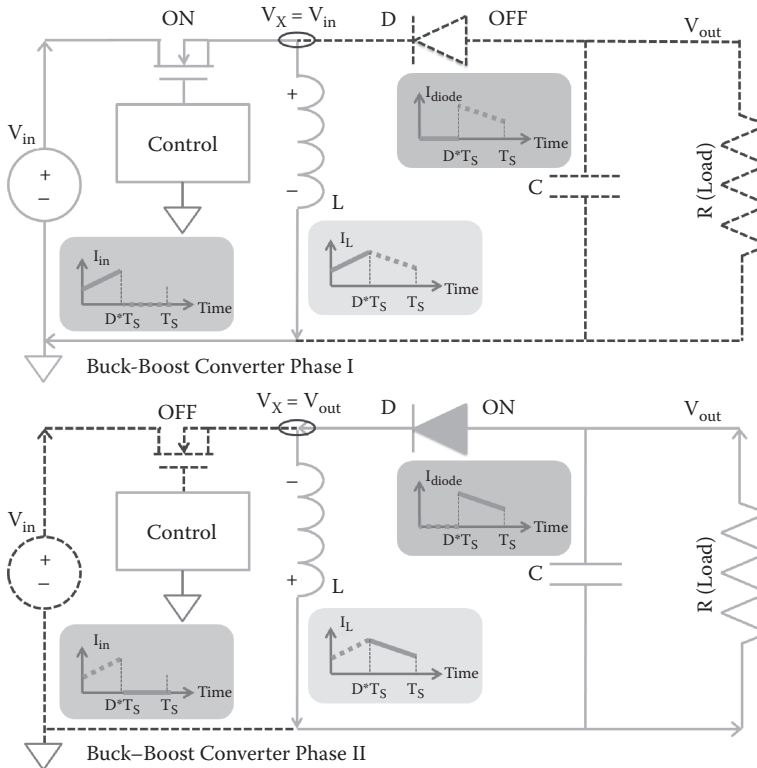 ON
V_X = V_in
D
OFF
V_out
V_in
+
−
Control
+
−
L
I_diode
D*T_S
T_S
Time
C
R (Load)
I_in
D*T_S
T_S
Time
I_L
D*T_S
T_S
Time
Buck-Boost Converter Phase I
OFF
V_X = V_out
D
ON
V_out
V_in
+
−
Control
−
+
L
I_diode
D*T_S
T_S
Time
C
R (Load)
I_in
D*T_S
T_S
Time
I_L
D*T_S
T_S
Time
Buck–Boost Converter Phase II